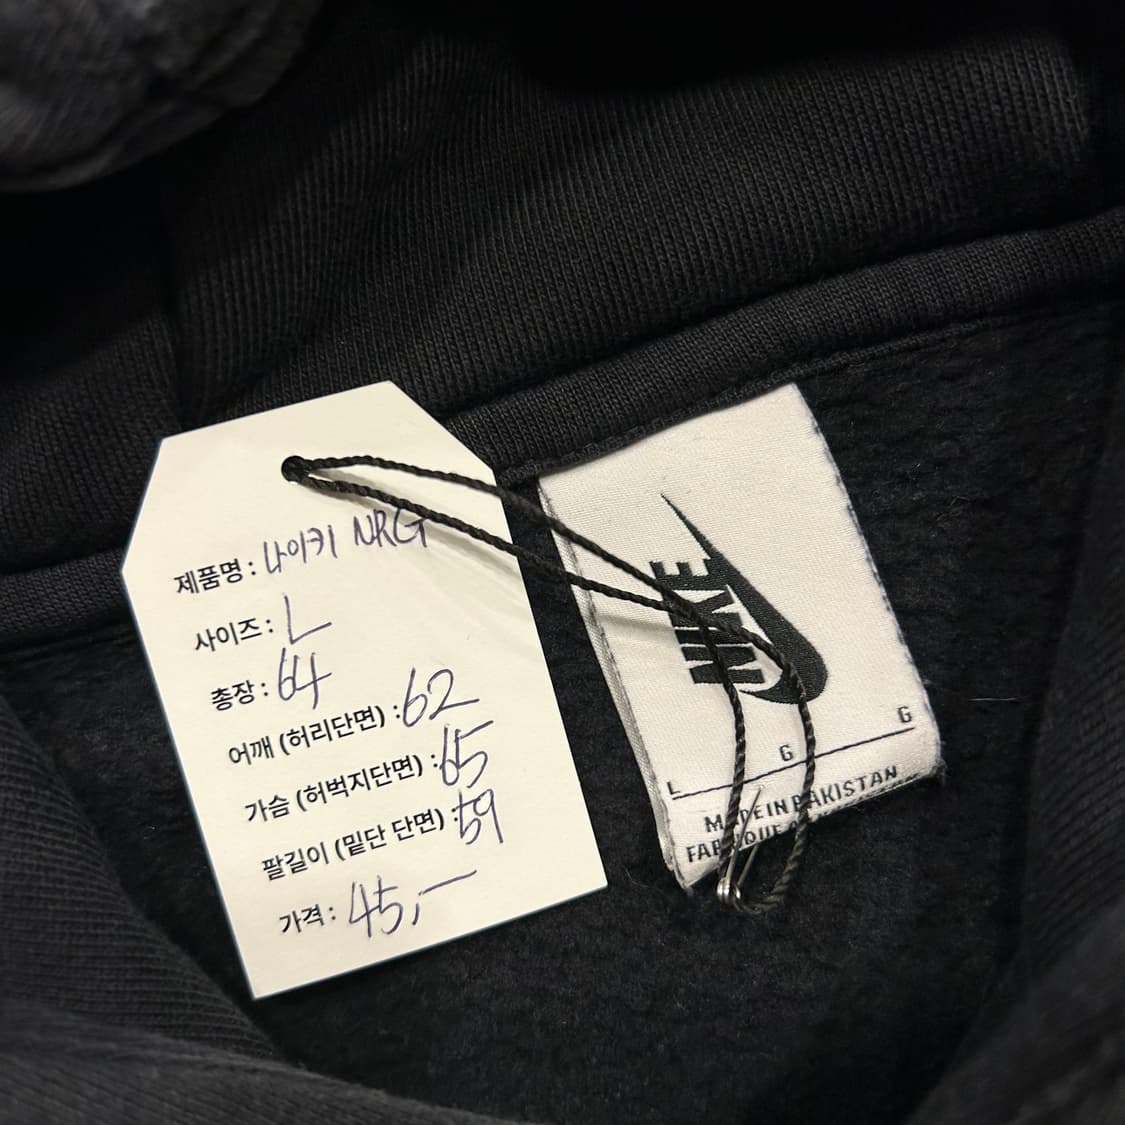 제품명 : 나이키 NRG
사이즈 : L
총장 : 64
어깨 (허리단면) : 62
가슴 (허벅지단면) : 65
팔길이 (밑단 단면) : 59
가격 : 45,—
NIKE
L G G
MADE IN PAKISTAN